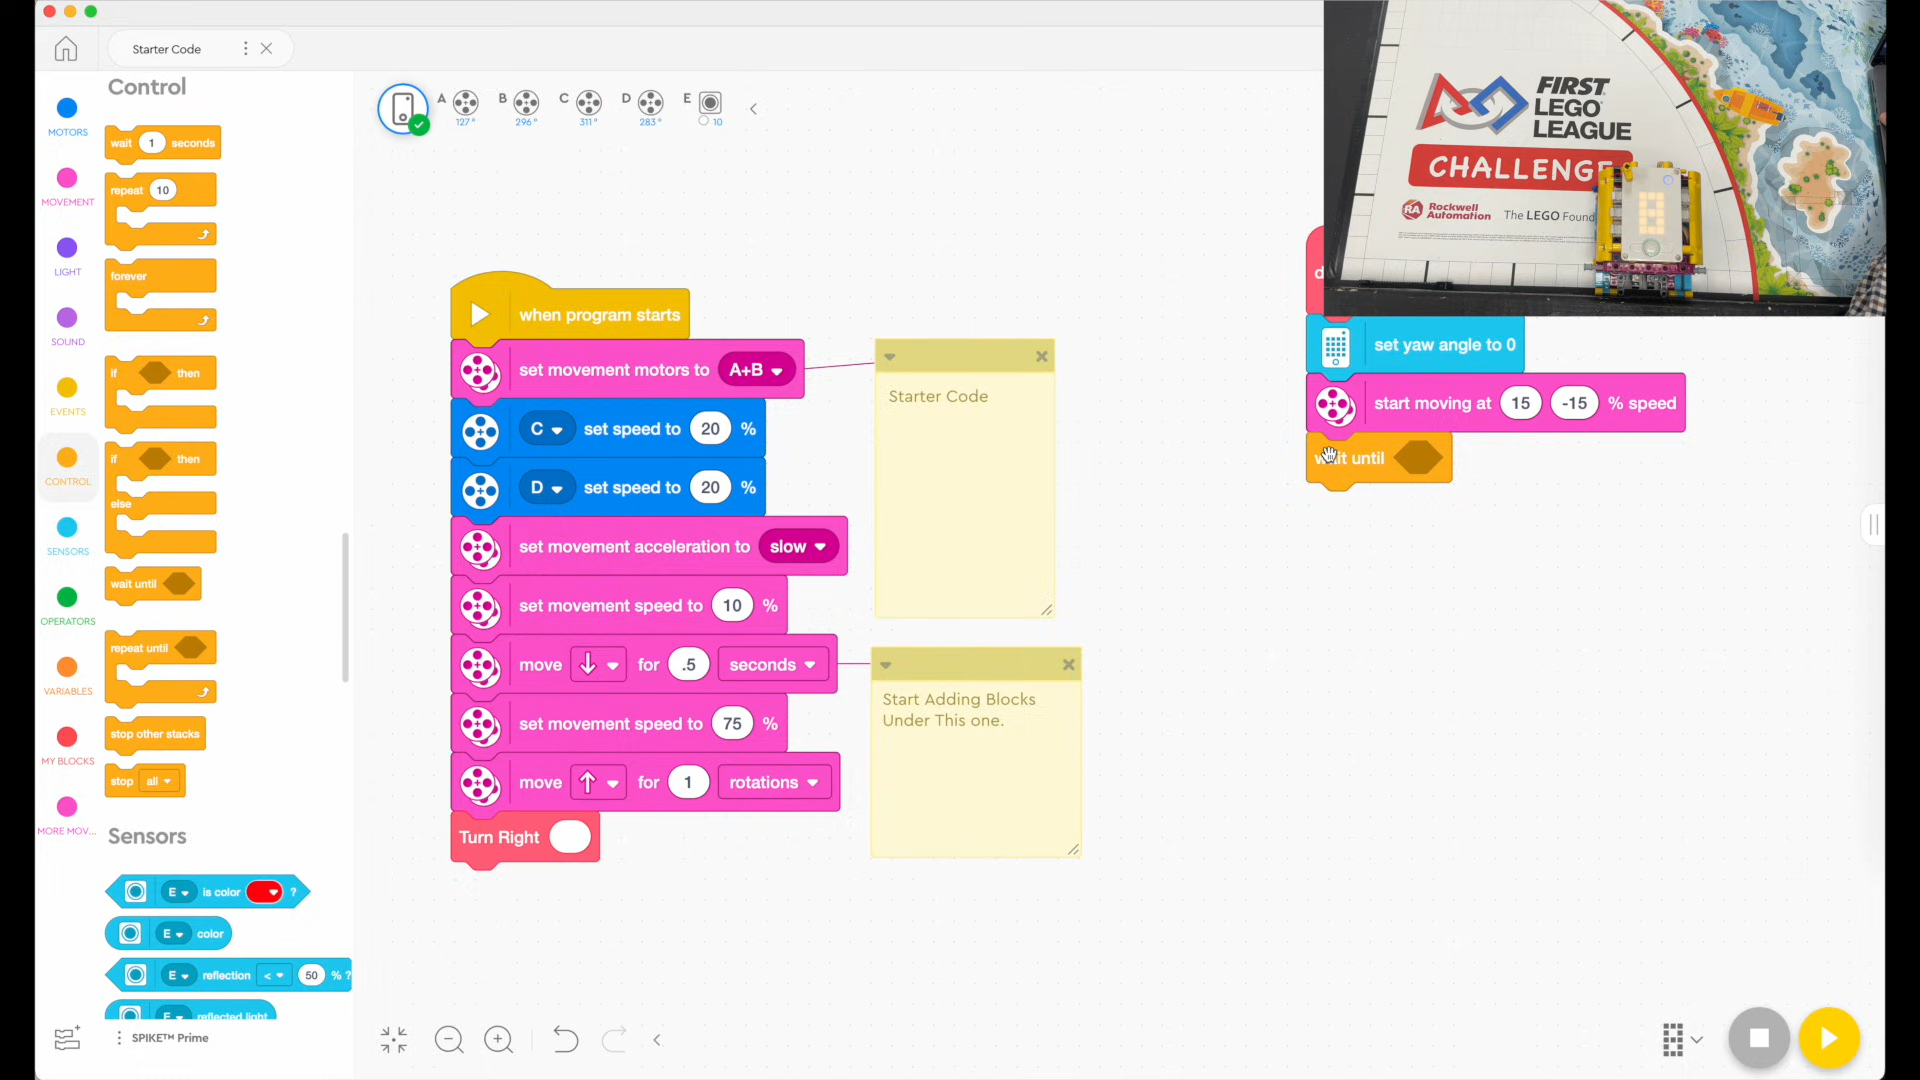 Starter Code
Control
A
B
C
D
E
127°
296°
311°
283°
10
MOTORS
MOVEMENT
LIGHT
SOUND
EVENTS
CONTROL
SENSORS
OPERATORS
VARIABLES
MY BLOCKS
MORE MOV...
wait 1 seconds
repeat 10
forever
if then
if then
else
wait until
repeat until
stop other stacks
stop all
Sensors
E is color ?
E color
E reflection < 50 % ?
E reflected light
SPIKE™ Prime
when program starts
set movement motors to A+B
C set speed to 20 %
D set speed to 20 %
set movement acceleration to slow
set movement speed to 10 %
move for .5 seconds
set movement speed to 75 %
move for 1 rotations
Turn Right
Starter Code
Start Adding Blocks
Under This one.
set yaw angle to 0
start moving at 15 -15 % speed
wait until
FIRST
LEGO
LEAGUE
CHALLENGE
RA Rockwell
Automation
The LEGO Found